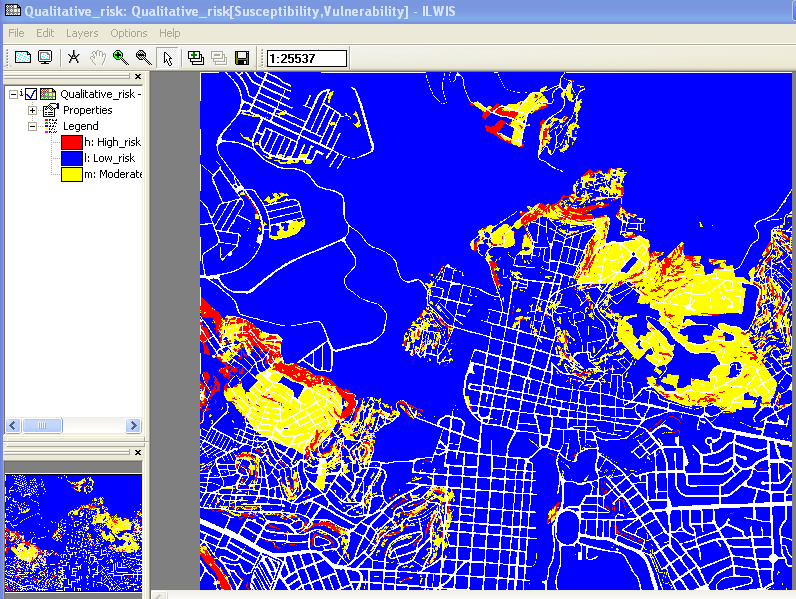 Qualitative_risk: Qualitative_risk[Susceptibility,Vulnerability] - ILWIS
File Edit Layers Options Help
1:25537
Qualitative_risk -
Properties
Legend
h: High_risk
l: Low_risk
m: Moderate